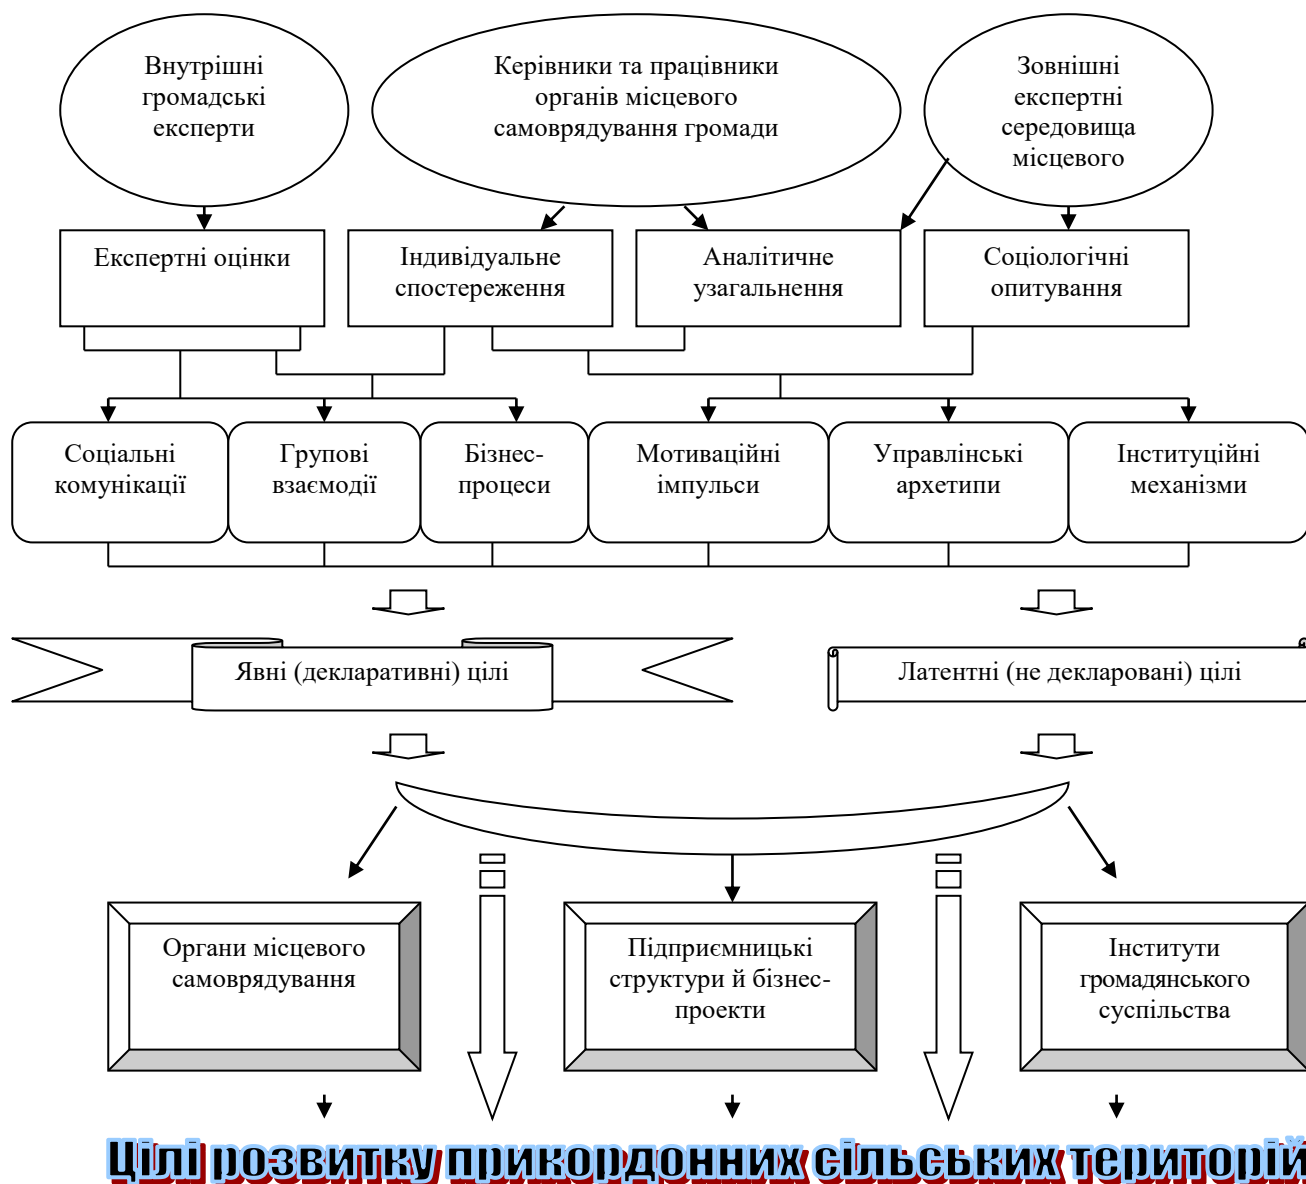 Внутрішні
громадські
експерти
Керівники та працівники
органів місцевого
самоврядування громади
Зовнішні
експертні
середовища
місцевого
Експертні оцінки
Індивідуальне
спостереження
Аналітичне
узагальнення
Соціологічні
опитування
Соціальні
комунікації
Групові
взаємодії
Бізнес-
процеси
Мотиваційні
імпульси
Управлінські
архетипи
Інституційні
механізми
Явні (декларативні) цілі
Латентні (не декларовані) цілі
Органи місцевого
самоврядування
Підприємницькі
структури й бізнес-
проекти
Інститути
громадянського
суспільства
Цілі розвитку прикордонних сільських територій